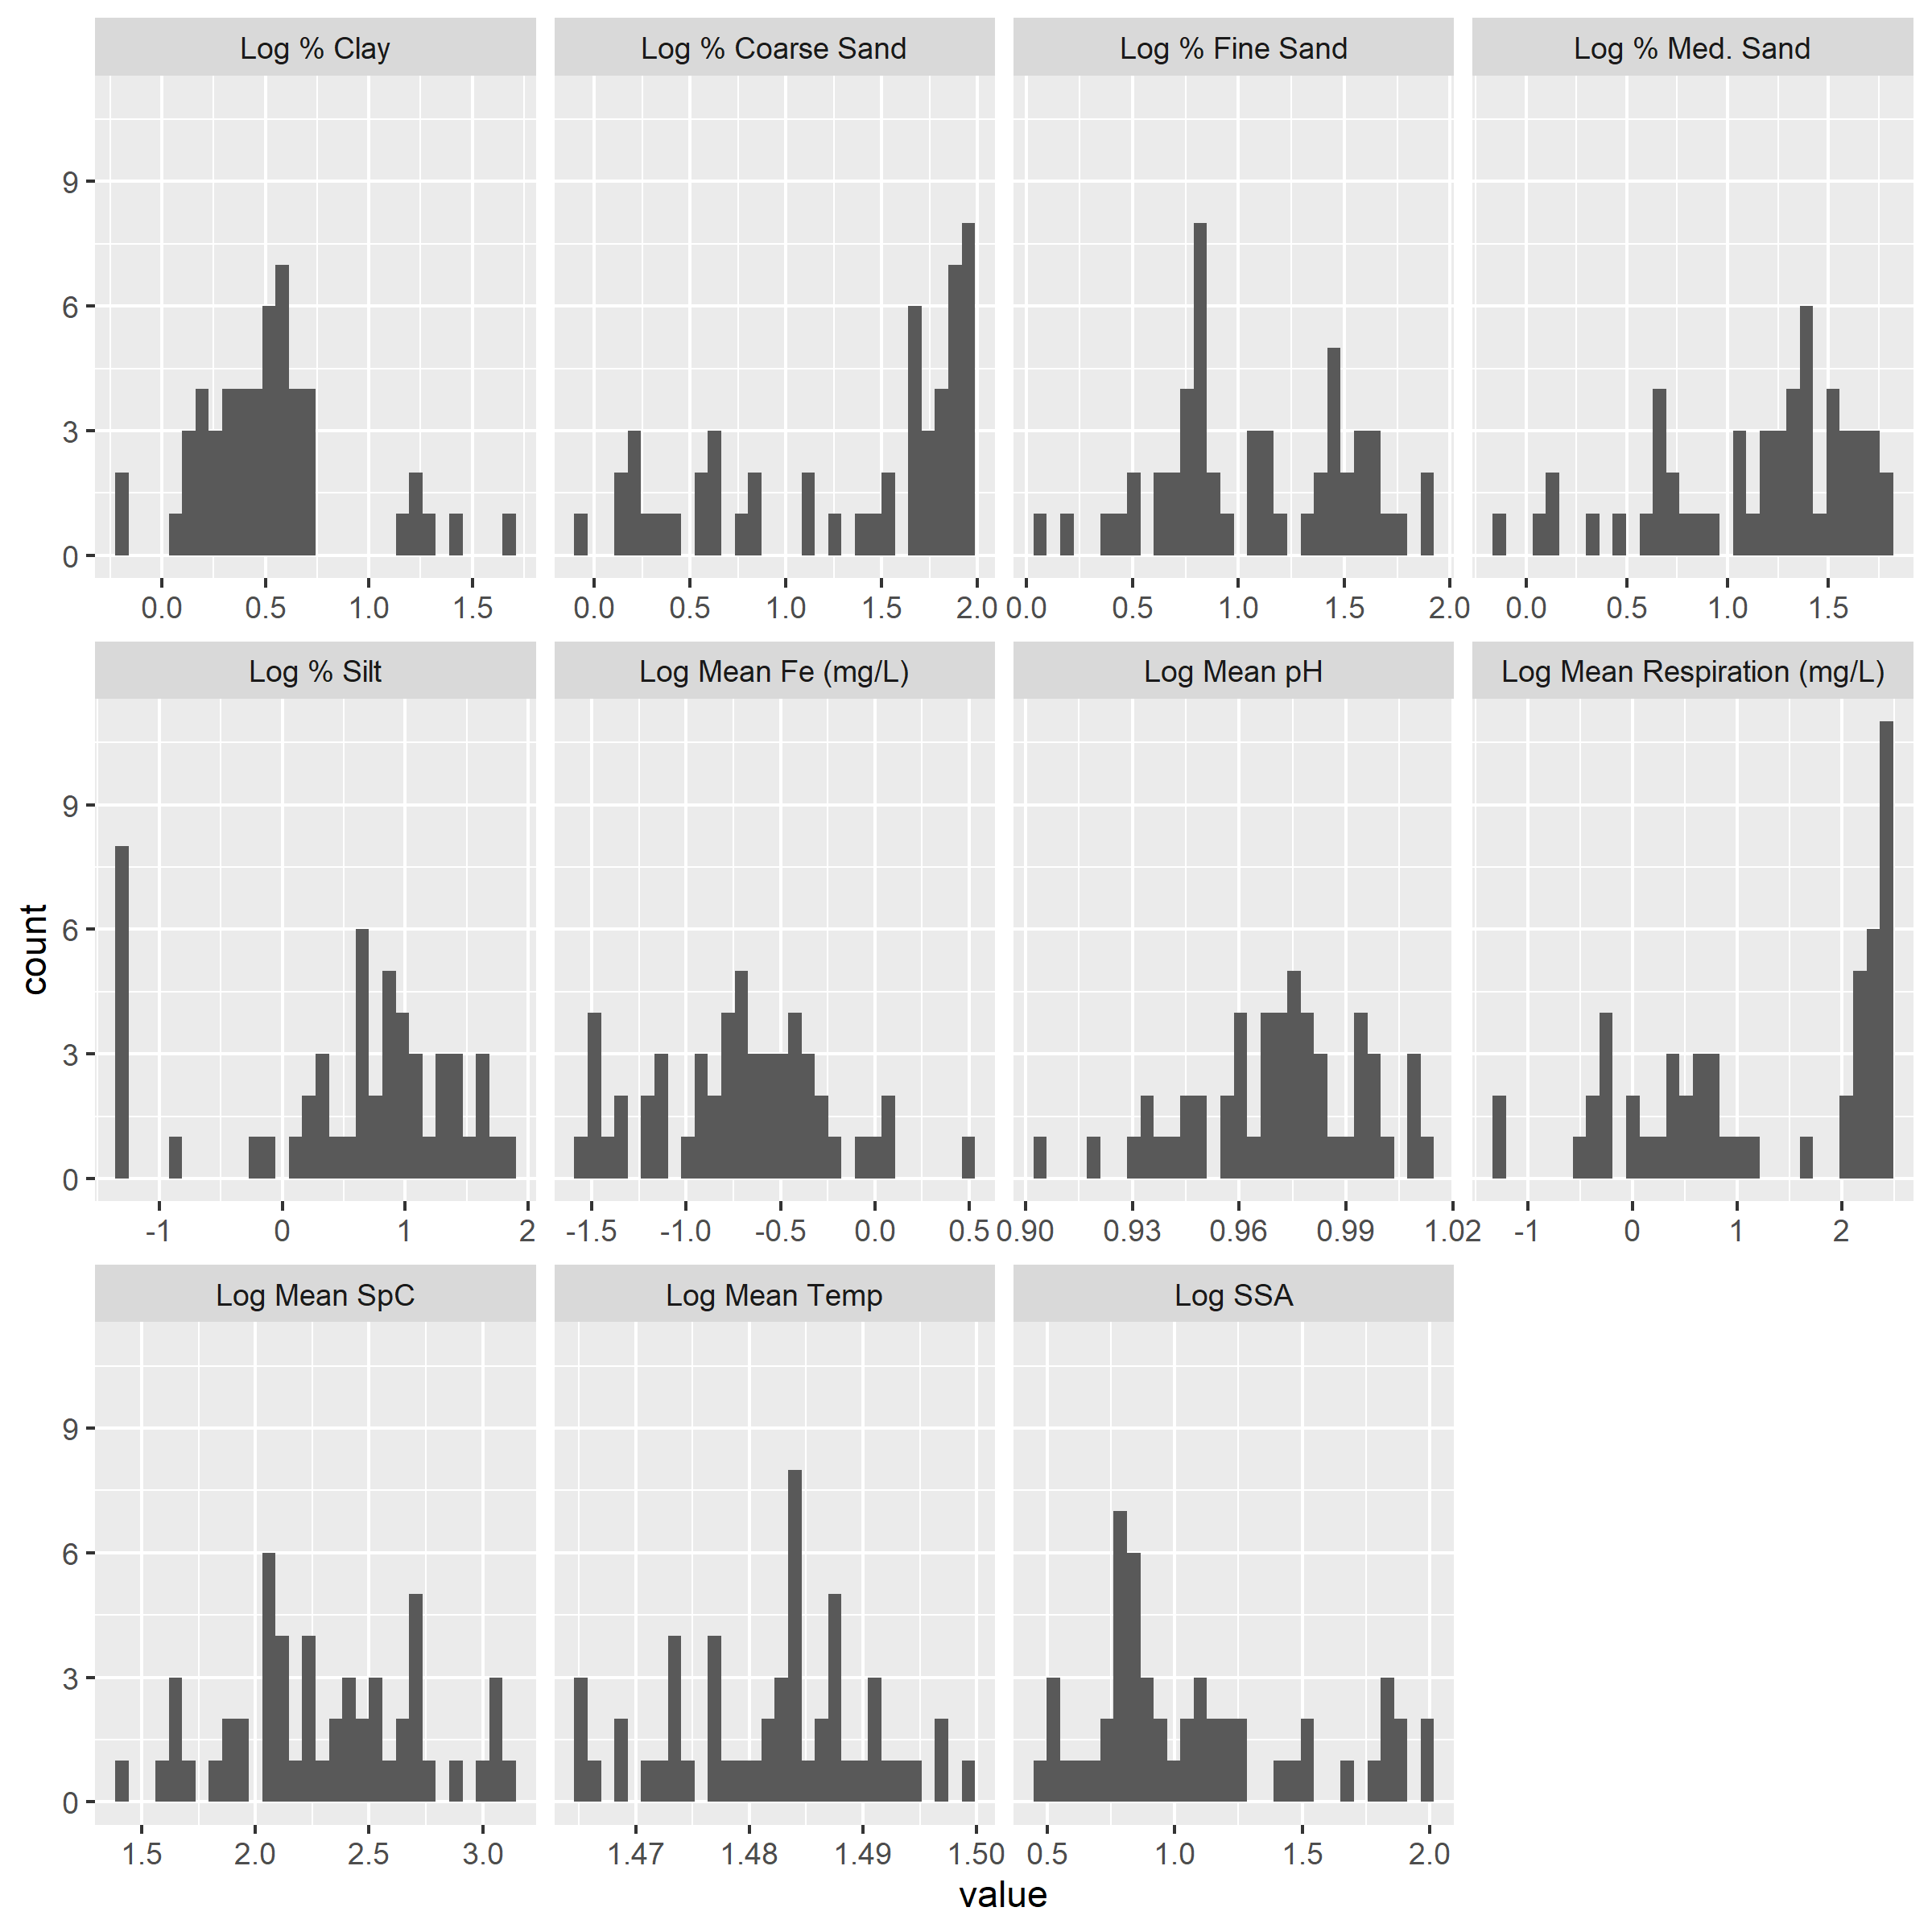 Log % Clay Log % Coarse Sand Log % Fine Sand Log % Med. Sand
9
6
3
0
0.0 0.5 1.0 1.5 0.0 0.5 1.0 1.5 2.0 0.0 0.5 1.0 1.5 2.0 0.0 0.5 1.0 1.5
Log % Silt Log Mean Fe (mg/L) Log Mean pH Log Mean Respiration (mg/L)
9
6
3
0
-1 0 1 2 -1.5 -1.0 -0.5 0.0 0.5 0.90 0.93 0.96 0.99 1.02 -1 0 1 2
count
Log Mean SpC Log Mean Temp Log SSA
9
6
3
0
1.5 2.0 2.5 3.0 1.47 1.48 1.49 1.50 0.5 1.0 1.5 2.0
value